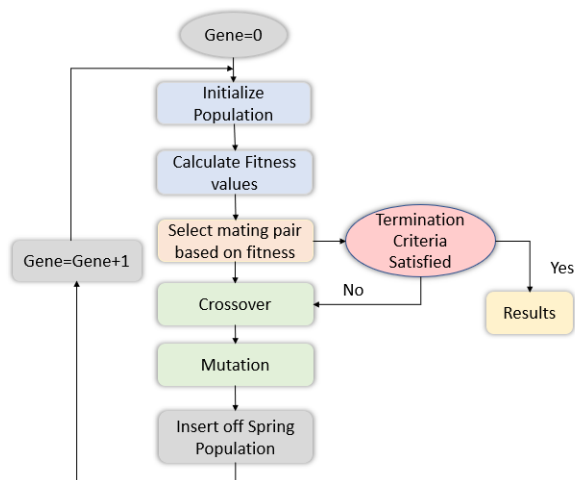 Gene=0
Initialize
Population
Calculate Fitness
values
Select mating pair
based on fitness
Termination
Criteria
Satisfied
Gene=Gene+1
Yes
No
Crossover
Results
Mutation
Insert off Spring
Population